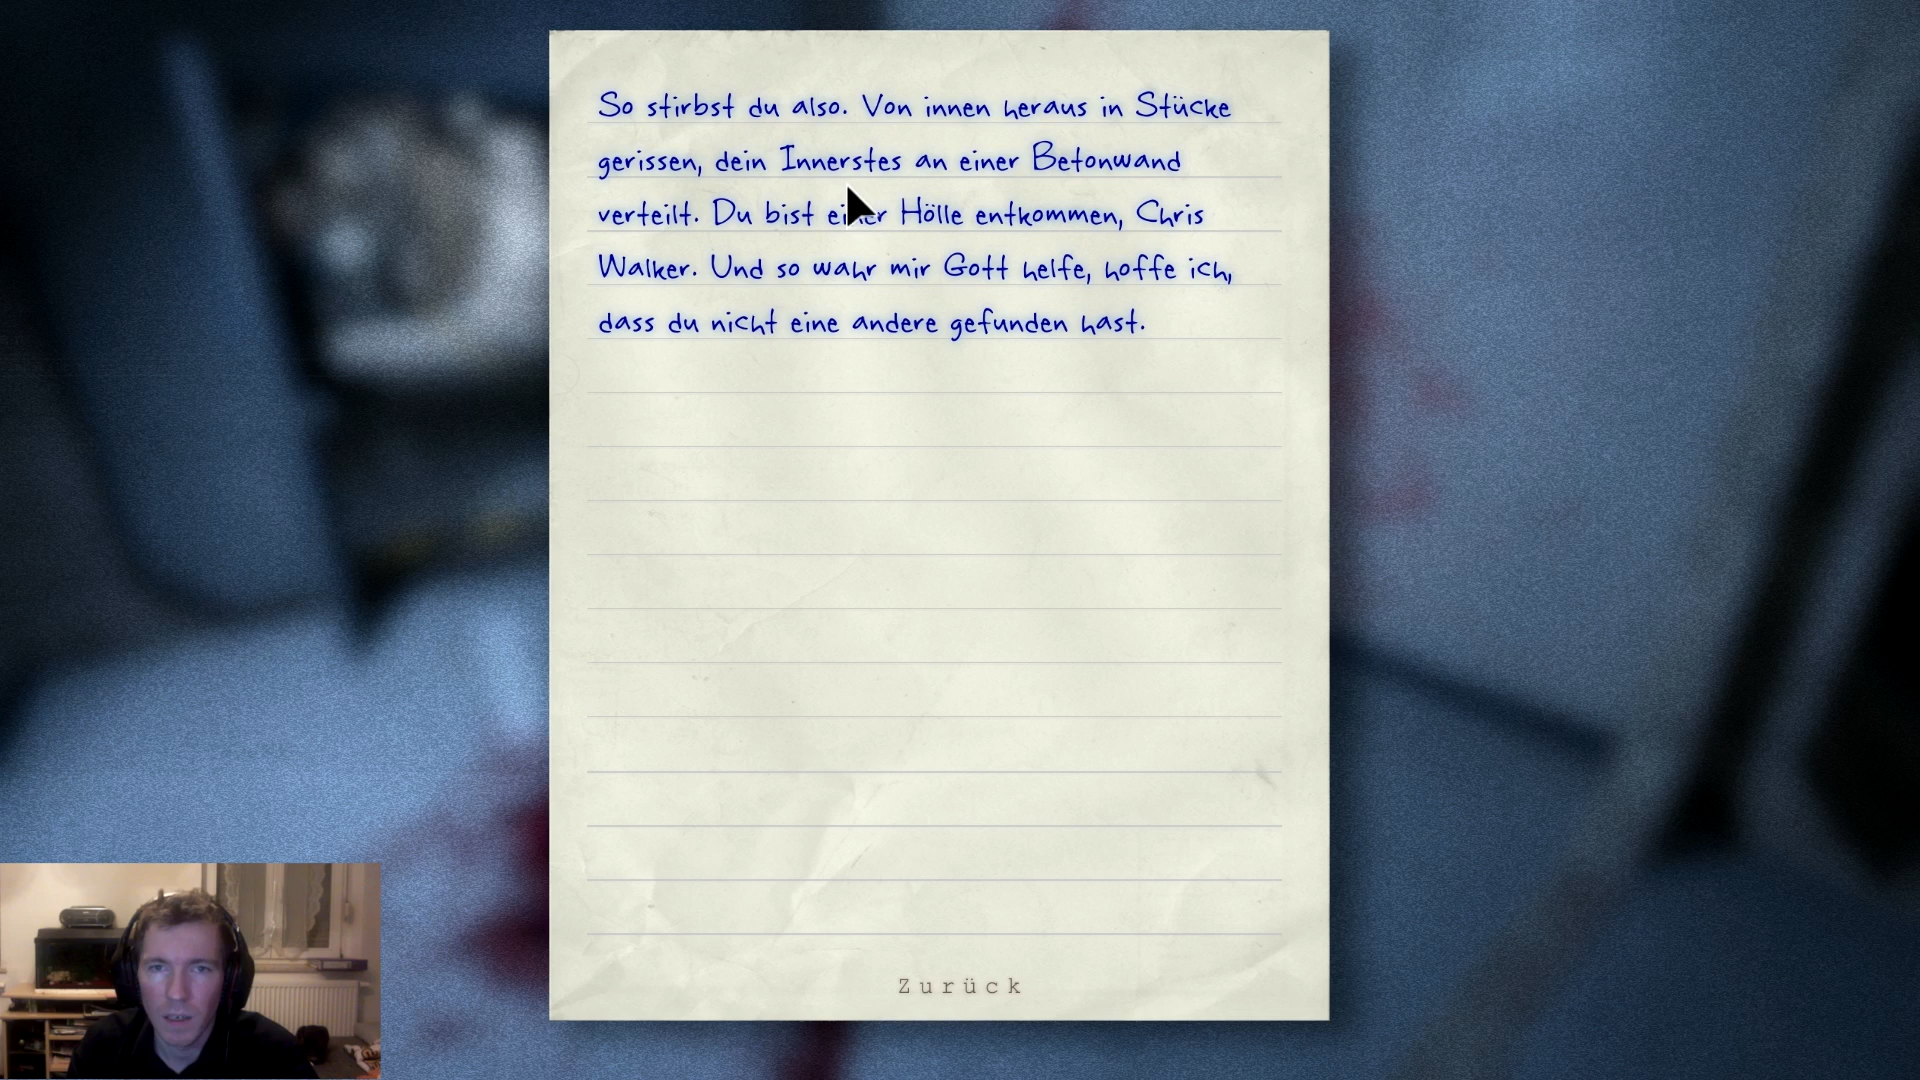 So stirbst du also. Von innen heraus in Stücke
gerissen, dein Innerstes an einer Betonwand
verteilt. Du bist einer Hölle entkommen, Chris
Walker. Und so wahr mir Gott helfe, hoffe ich,
dass du nicht eine andere gefunden hast.
Zurück